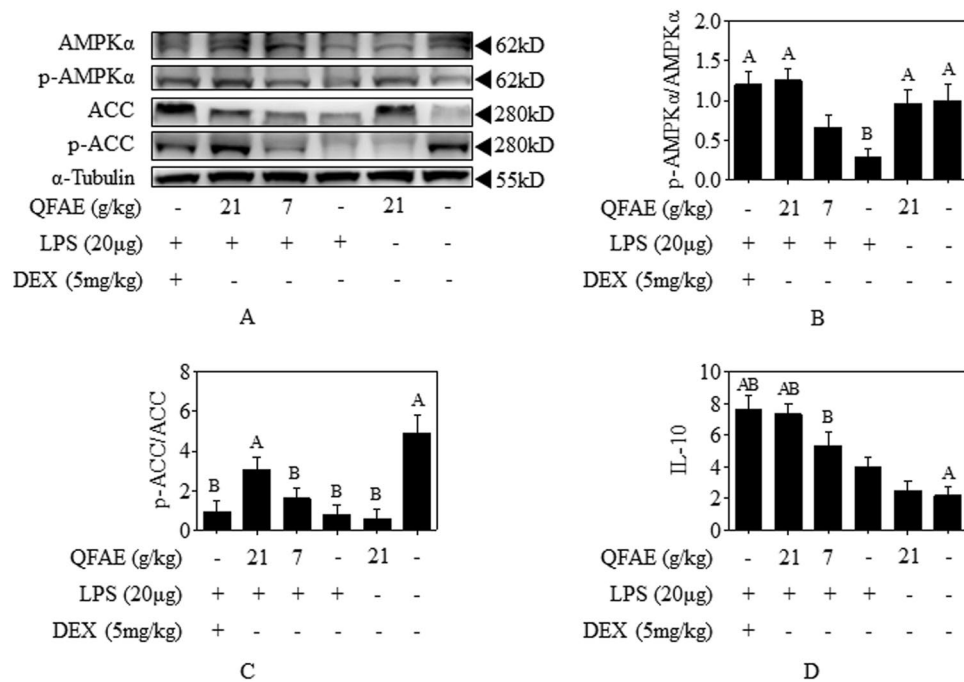 AMPKα ◄62kD
p-AMPKα ◄62kD
ACC ◄280kD
p-ACC ◄280kD
α-Tubulin ◄55kD
QFAE (g/kg) - 21 7 - 21 -
LPS (20µg) + + + + - -
DEX (5mg/kg) + - - - - -
A
p-AMPKα/AMPKα
2.0
1.5
1.0
0.5
0.0
A A B A A
QFAE (g/kg) - 21 7 - 21 -
LPS (20µg) + + + + - -
DEX (5mg/kg) + - - - - -
B
p-ACC/ACC
8
6
4
2
0
B A B B B A
QFAE (g/kg) - 21 7 - 21 -
LPS (20µg) + + + + - -
DEX (5mg/kg) + - - - - -
C
IL-10
10
8
6
4
2
0
AB AB B A
QFAE (g/kg) - 21 7 - 21 -
LPS (20µg) + + + + - -
DEX (5mg/kg) + - - - - -
D